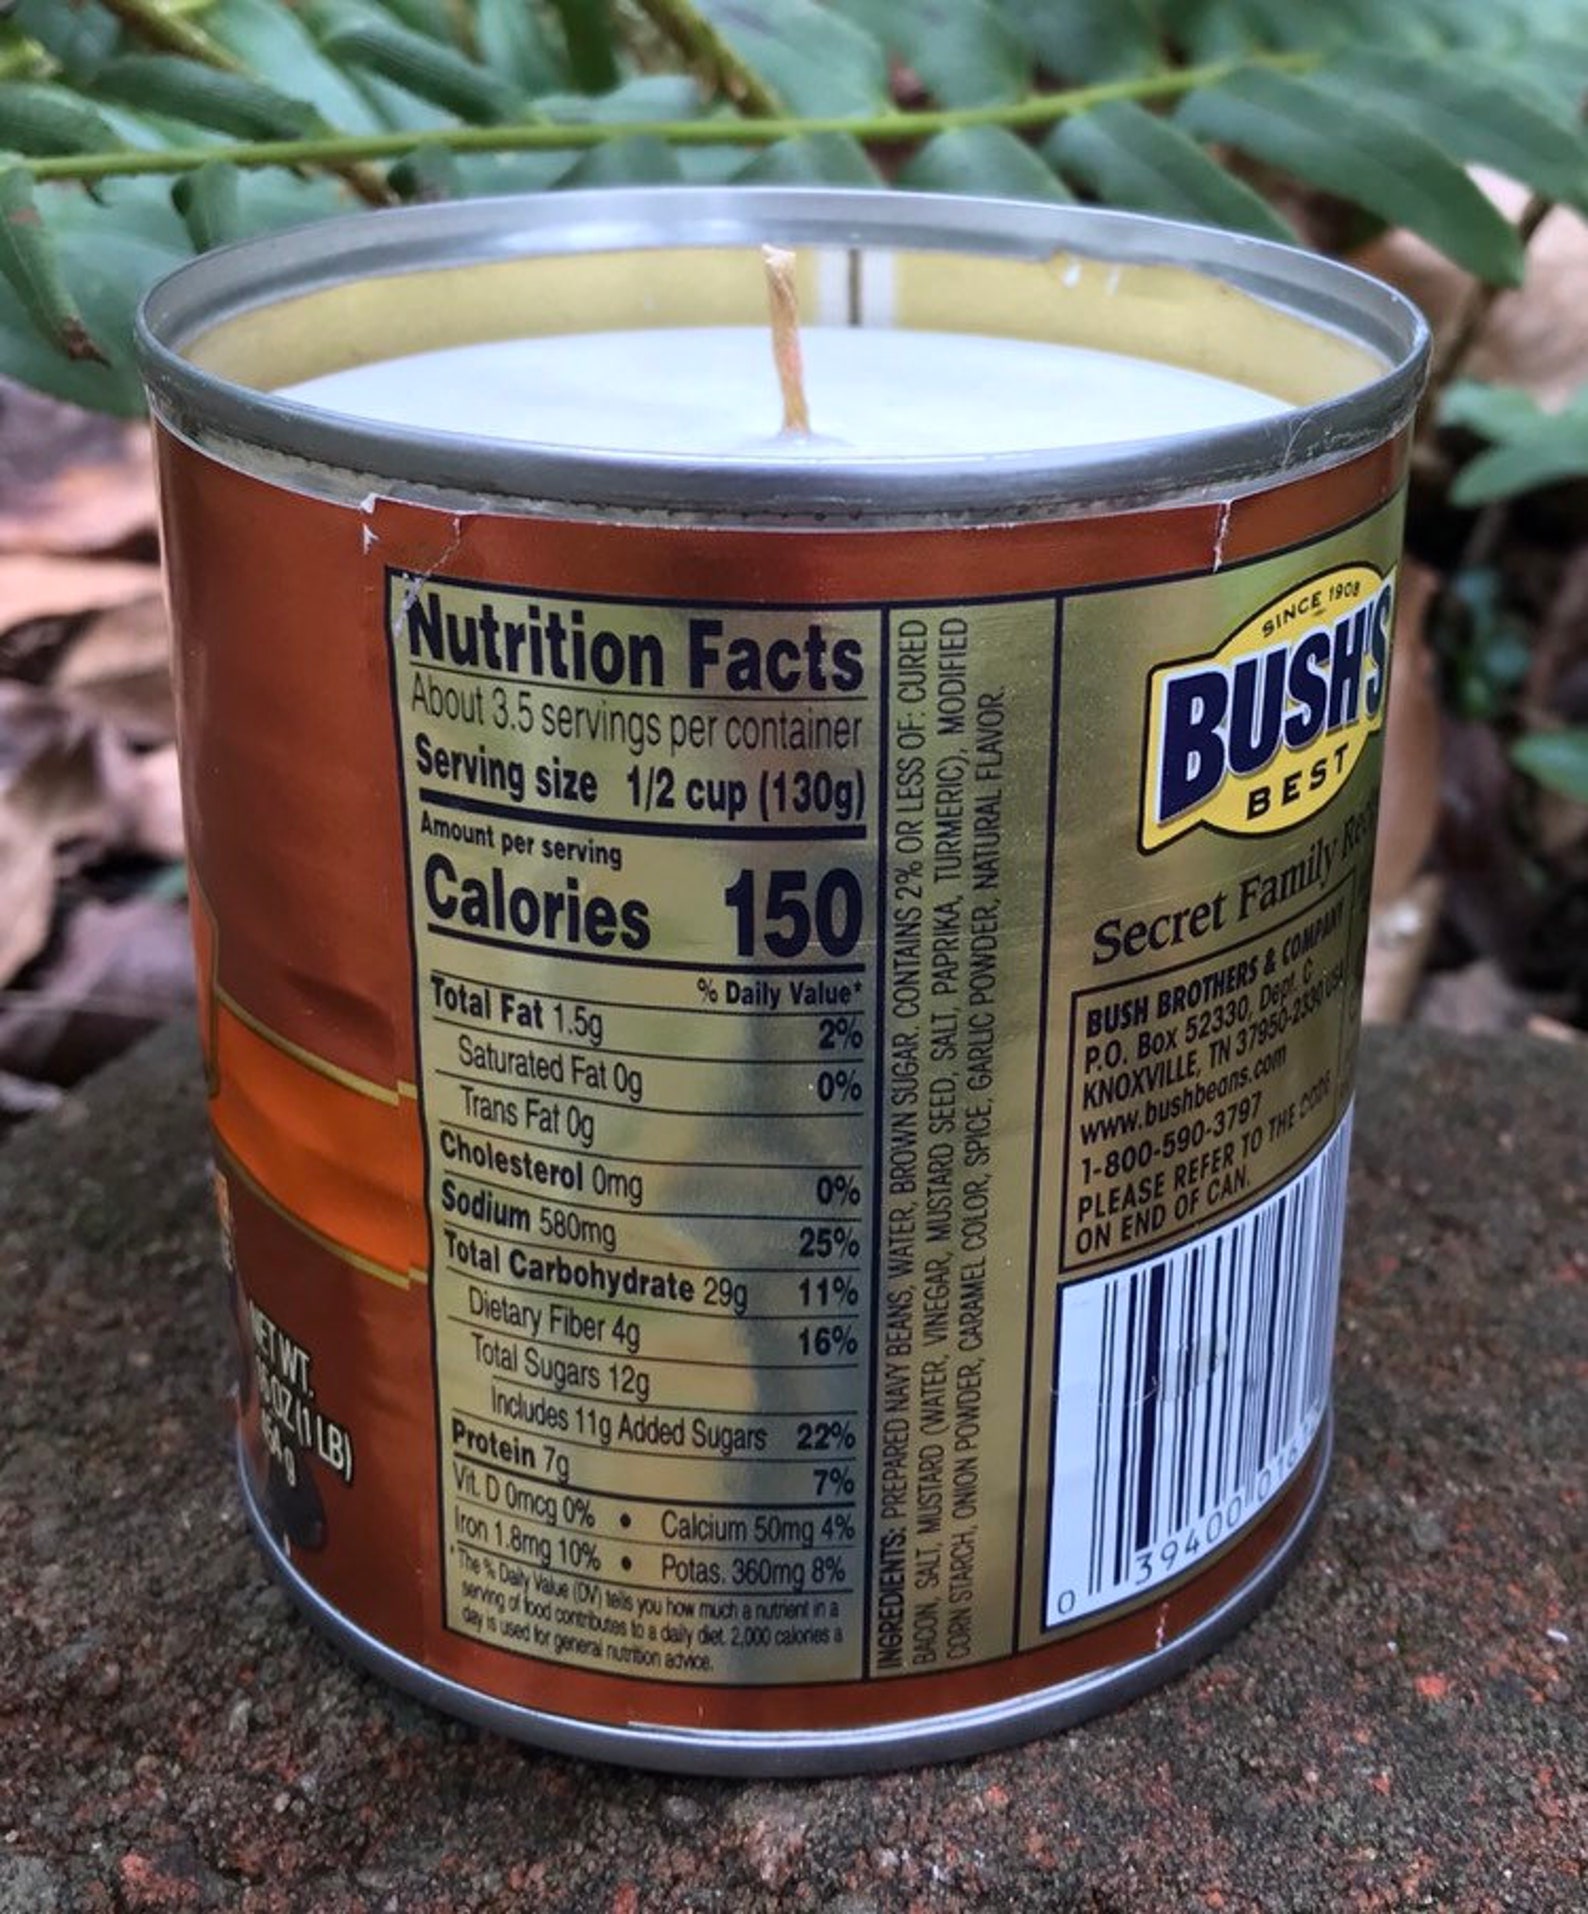 Nutrition Facts
About 3.5 servings per container
Serving size 1/2 cup (130g)
Amount per serving
Calories 150
% Daily Value*
Total Fat 1.5g 2%
Saturated Fat 0g 0%
Trans Fat 0g
Cholesterol 0mg 0%
Sodium 580mg 25%
Total Carbohydrate 29g 11%
Dietary Fiber 4g 16%
Total Sugars 12g
Includes 11g Added Sugars 22%
Protein 7g 7%
Vit. D 0mcg 0% • Calcium 50mg 4%
Iron 1.8mg 10% • Potas. 360mg 8%
*The % Daily Value (DV) tells you how much a nutrient in a
serving of food contributes to a daily diet. 2,000 calories a
day is used for general nutrition advice.
INGREDIENTS: PREPARED NAVY BEANS, WATER, BROWN SUGAR. CONTAINS 2% OR LESS OF: CURED
BACON, SALT, MUSTARD (WATER, VINEGAR, MUSTARD SEED, SALT, PAPRIKA, TURMERIC), MODIFIED
CORN STARCH, ONION POWDER, CARAMEL COLOR, SPICE, GARLIC POWDER, NATURAL FLAVOR.
SINCE 1908
BUSH'S
BEST
Secret Family
BUSH BROTHERS & COMPANY
P.O. Box 52330, Dept. C
KNOXVILLE, TN 37950-2330 USA
www.bushbeans.com
1-800-590-3797
PLEASE REFER TO THE CODE
ON END OF CAN.
0 39400
NET WT.
OZ (1 LB)